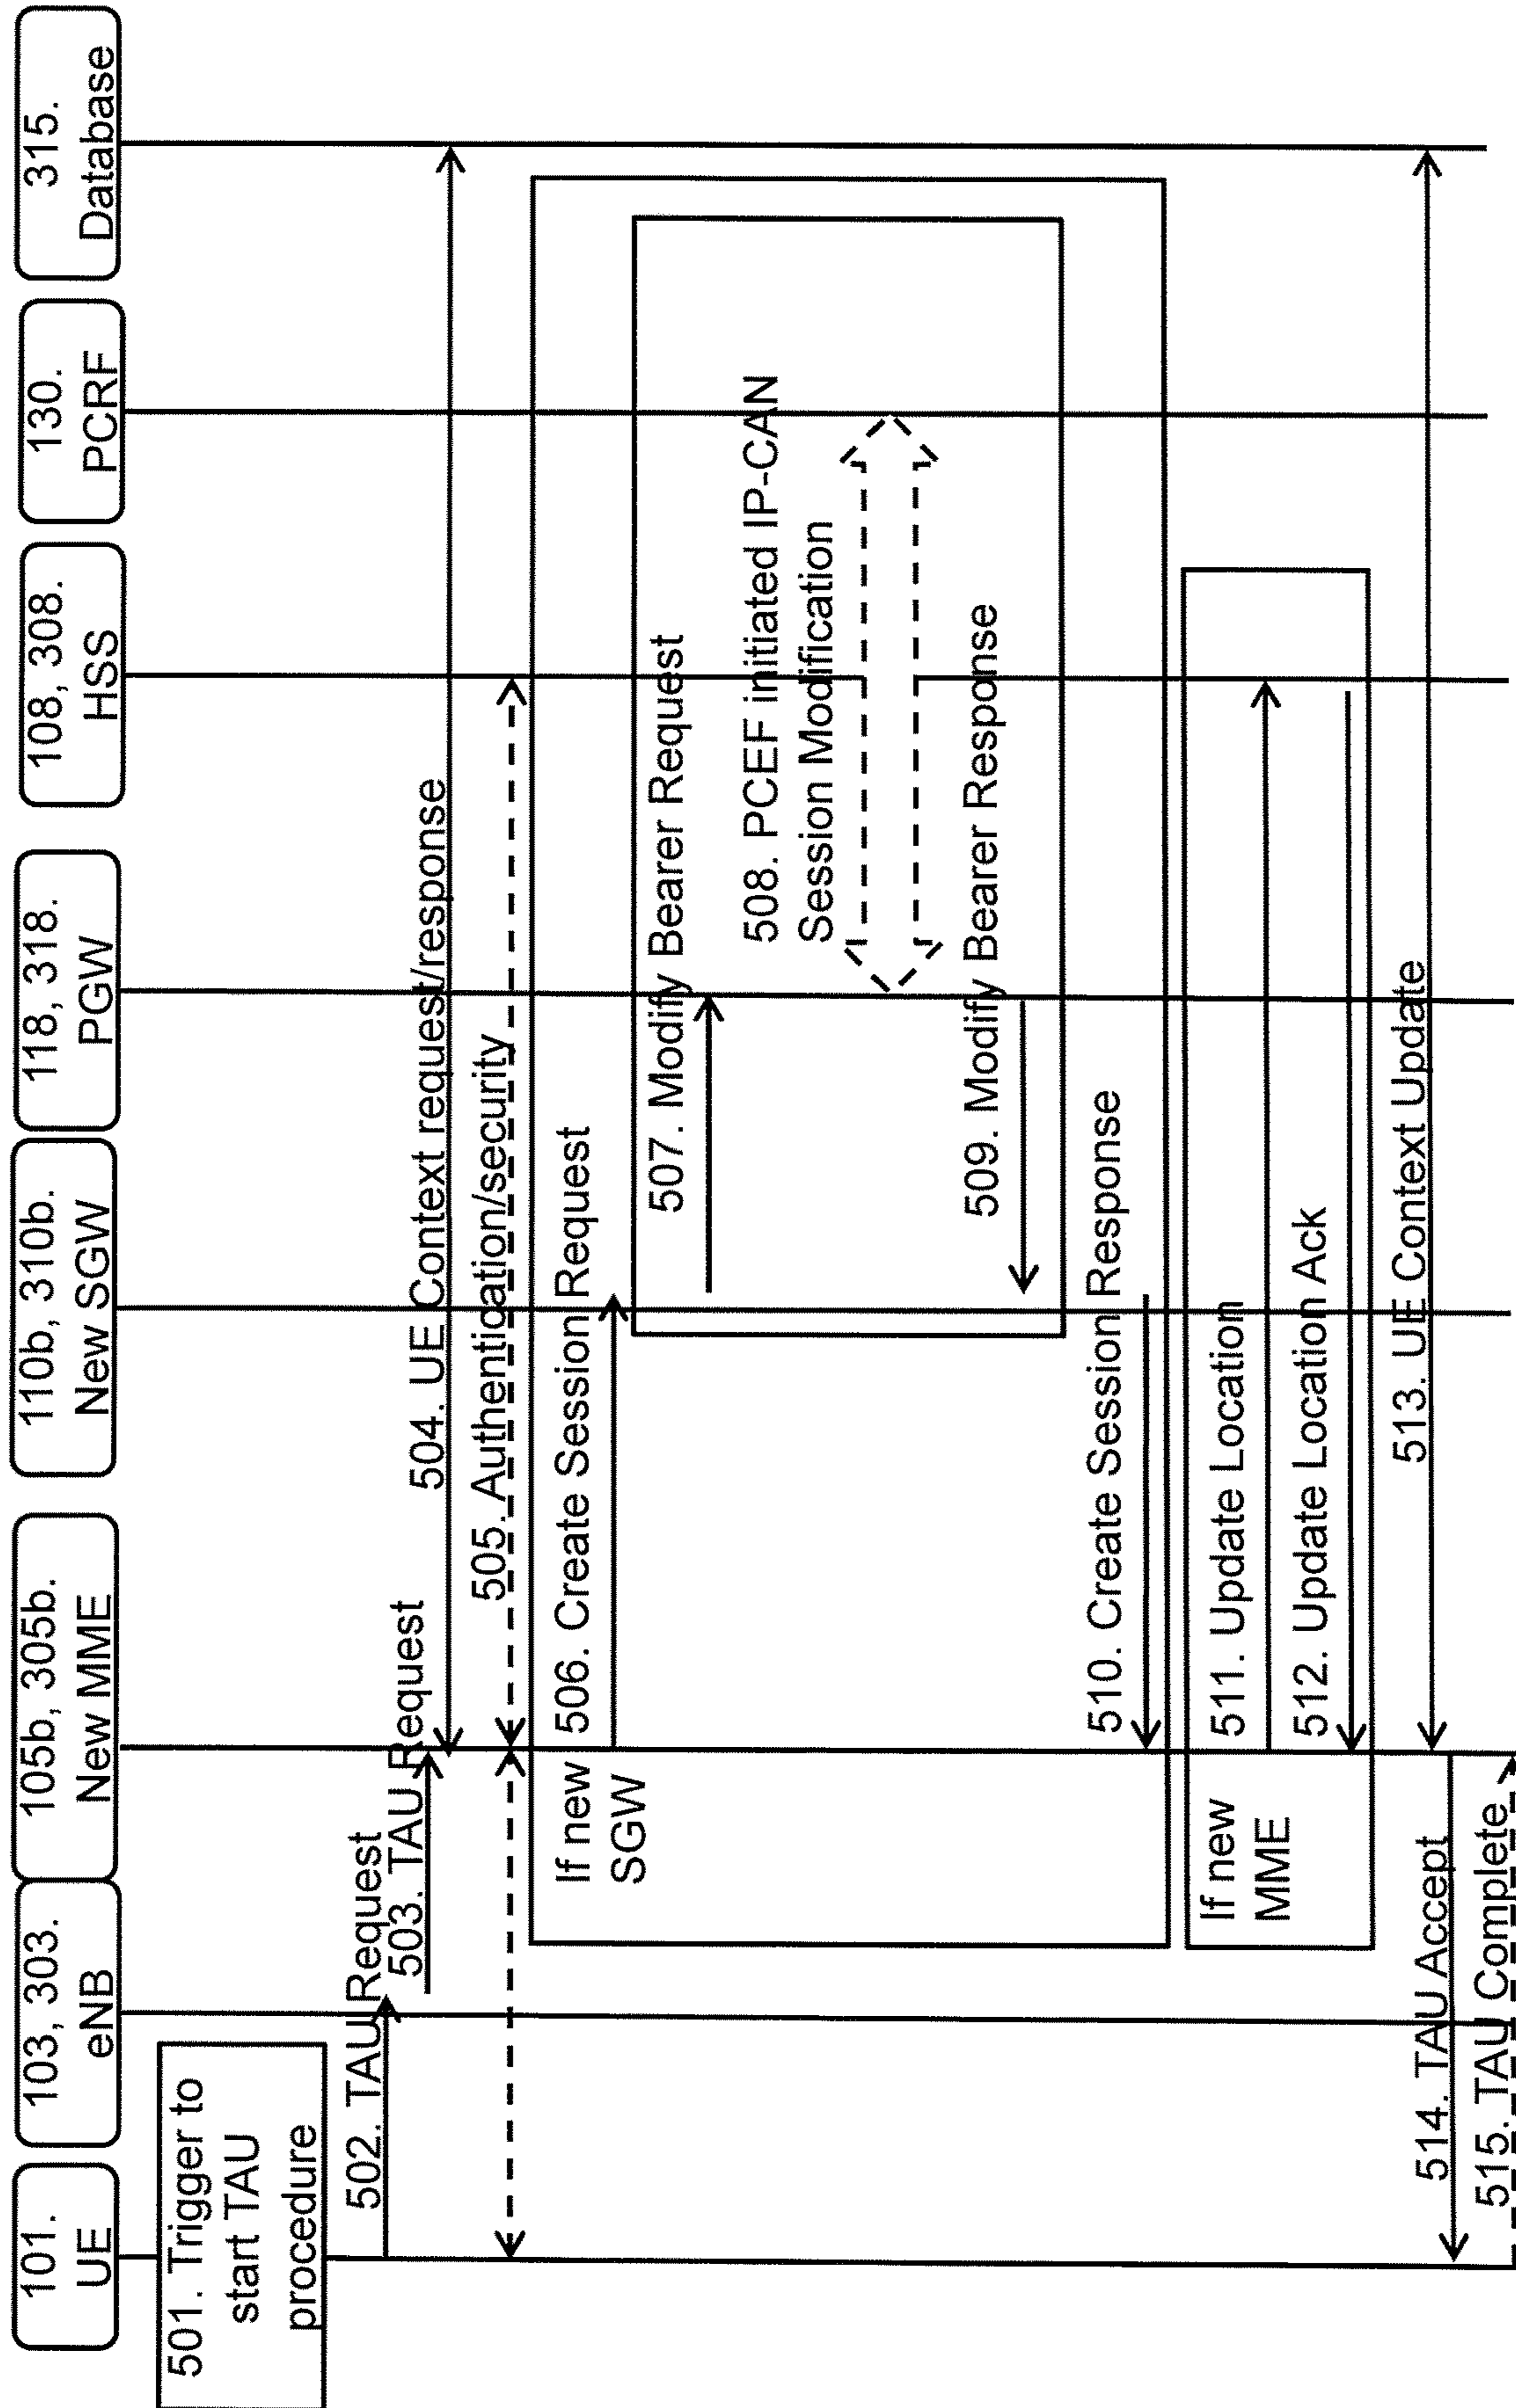 101.
UE
103, 303.
eNB
105b, 305b.
New MME
110b, 310b.
New SGW
118, 318.
PGW
108, 308.
HSS
130.
PCRF
315.
Database
501. Trigger to
start TAU
procedure
502. TAU Request
503. TAU Request
504. UE Context request/response
505. Authentication/security
If new
SGW
506. Create Session Request
507. Modify Bearer Request
508. PCEF initiated IP-CAN
Session Modification
509. Modify Bearer Response
510. Create Session Response
If new
MME
511. Update Location
512. Update Location Ack
513. UE Context Update
514. TAU Accept
515. TAU Complete